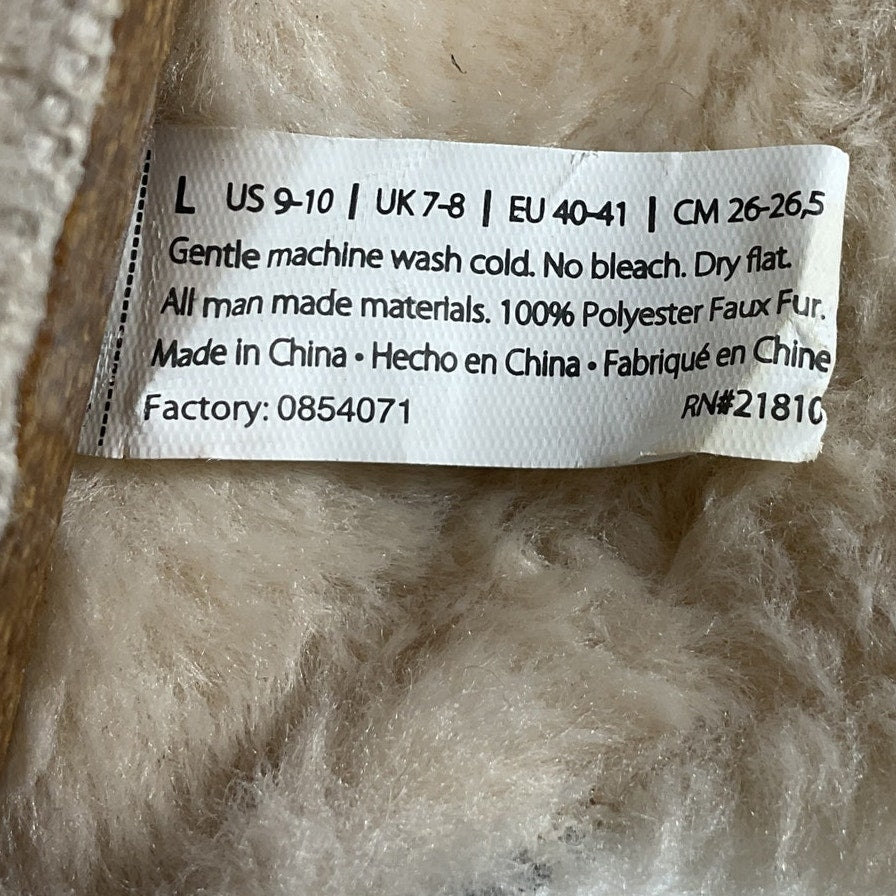 L US 9-10 | UK 7-8 | EU 40-41 | CM 26-26,5
Gentle machine wash cold. No bleach. Dry flat.
All man made materials. 100% Polyester Faux Fur.
Made in China • Hecho en China • Fabriqué en Chine
Factory: 0854071 RN#21810